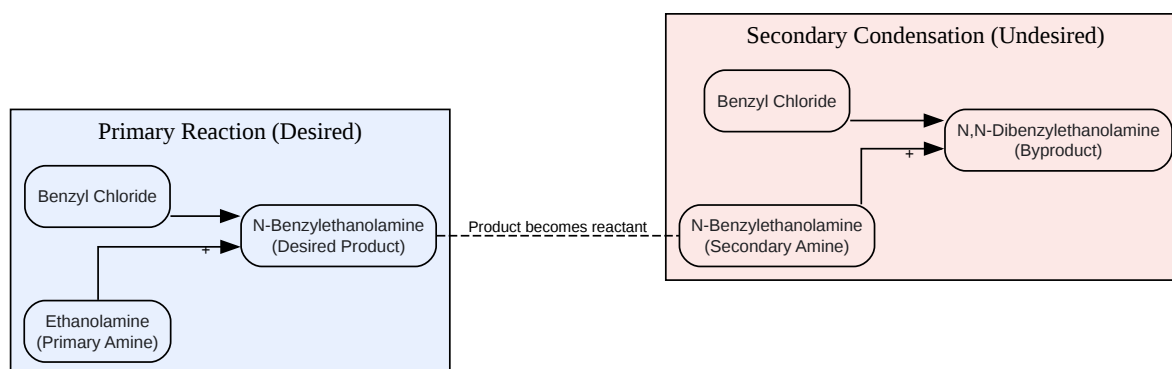 Primary Reaction (Desired)
Benzyl Chloride
N-Benzylethanolamine
(Desired Product)
+
Ethanolamine
(Primary Amine)
Product becomes reactant
Secondary Condensation (Undesired)
Benzyl Chloride
N,N-Dibenzylethanolamine
(Byproduct)
+
N-Benzylethanolamine
(Secondary Amine)